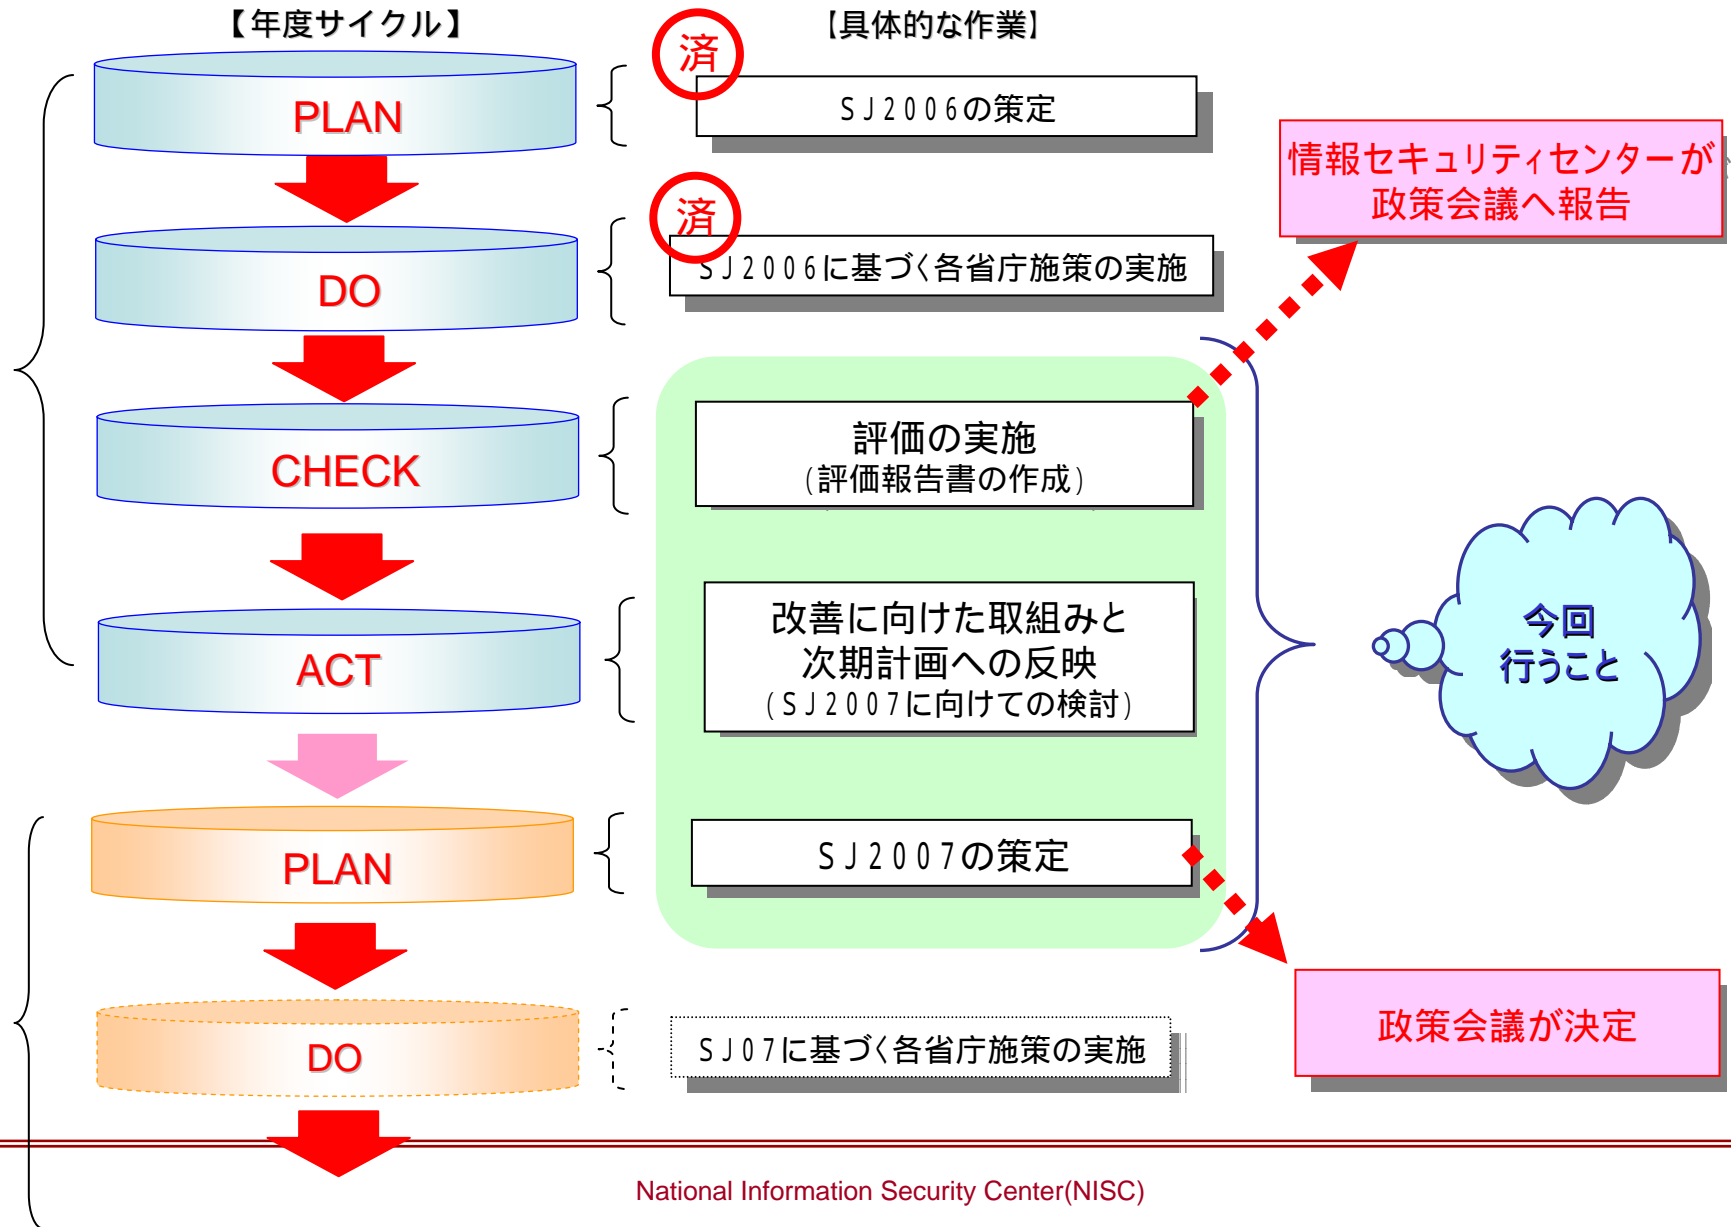 【年度サイクル】
【具体的な作業】
済
PLAN
SJ2006の策定
情報セキュリティセンターが
政策会議へ報告
済
DO
SJ2006に基づく各省庁施策の実施
CHECK
評価の実施
(評価報告書の作成)
ACT
改善に向けた取組みと
次期計画への反映
(SJ2007に向けての検討)
今回
行うこと
PLAN
SJ2007の策定
DO
SJ07に基づく各省庁施策の実施
政策会議が決定
National Information Security Center(NISC)